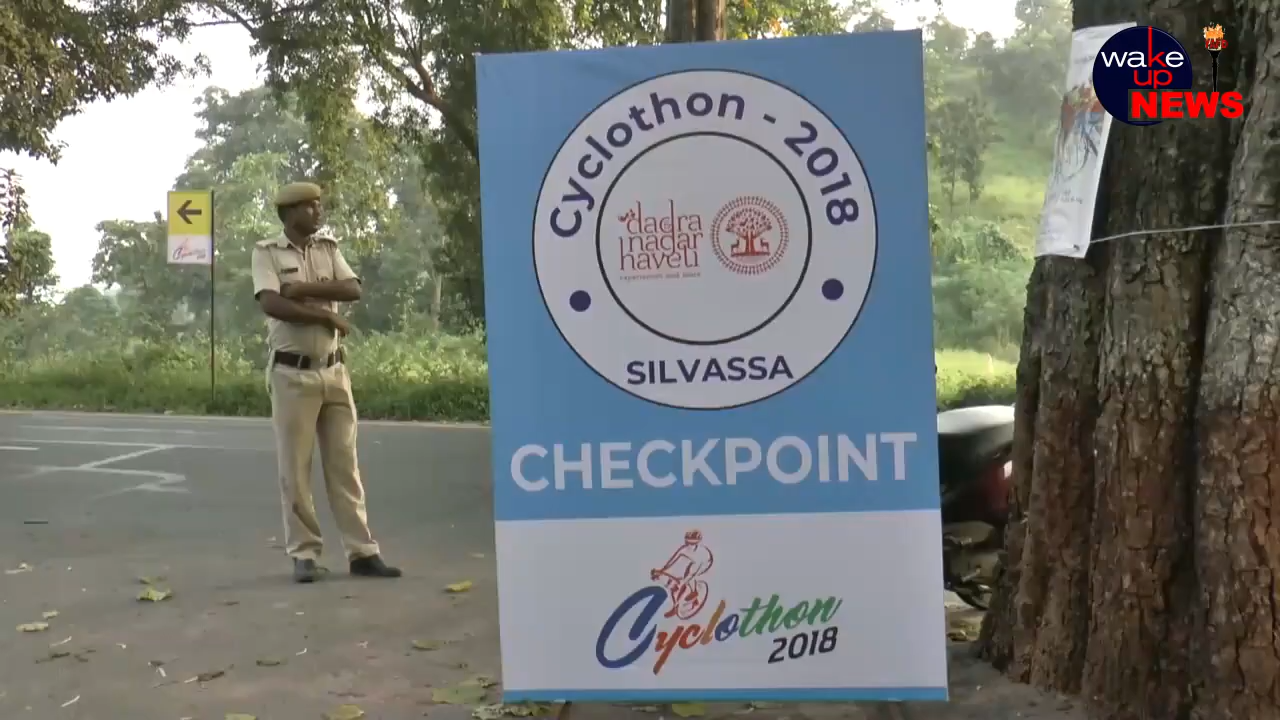 wake
up
NEWS
Cyclothon - 2018
dadra
nagar
haveli
SILVASSA
CHECKPOINT
Cyclothon
2018